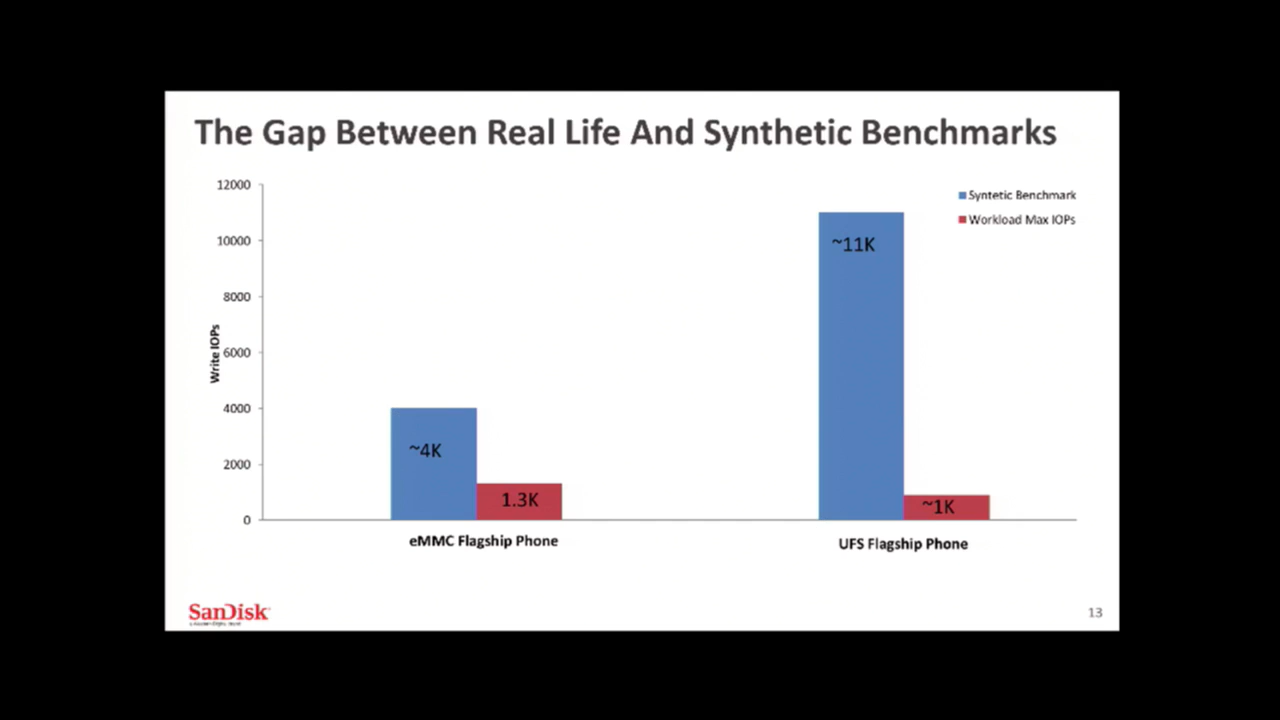 The Gap Between Real Life And Synthetic Benchmarks
12000
10000
8000
6000
4000
2000
0
Write IOPs
Syntetic Benchmark
Workload Max IOPs
~4K
1.3K
~11K
~1K
eMMC Flagship Phone
UFS Flagship Phone
SanDisk
13